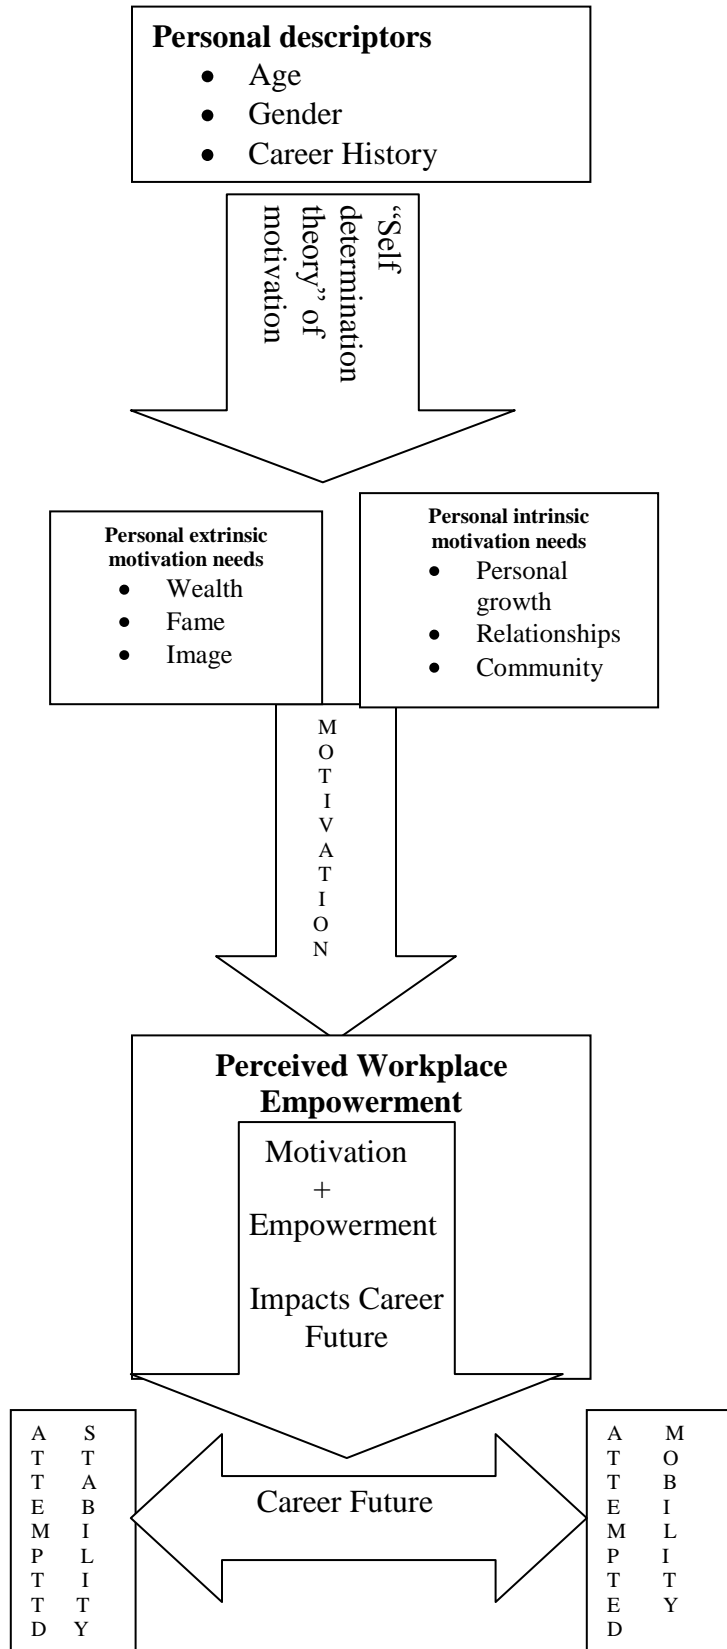 Personal descriptors
• Age
• Gender
• Career History
“Self
determination
theory” of
motivation
Personal extrinsic
motivation needs
• Wealth
• Fame
• Image
Personal intrinsic
motivation needs
• Personal
growth
• Relationships
• Community
MOTIVATION
Perceived Workplace
Empowerment
Motivation
+
Empowerment
Impacts Career
Future
ATTEMPTTD
STABILITY
Career Future
ATTEMPTED
MOBILITY